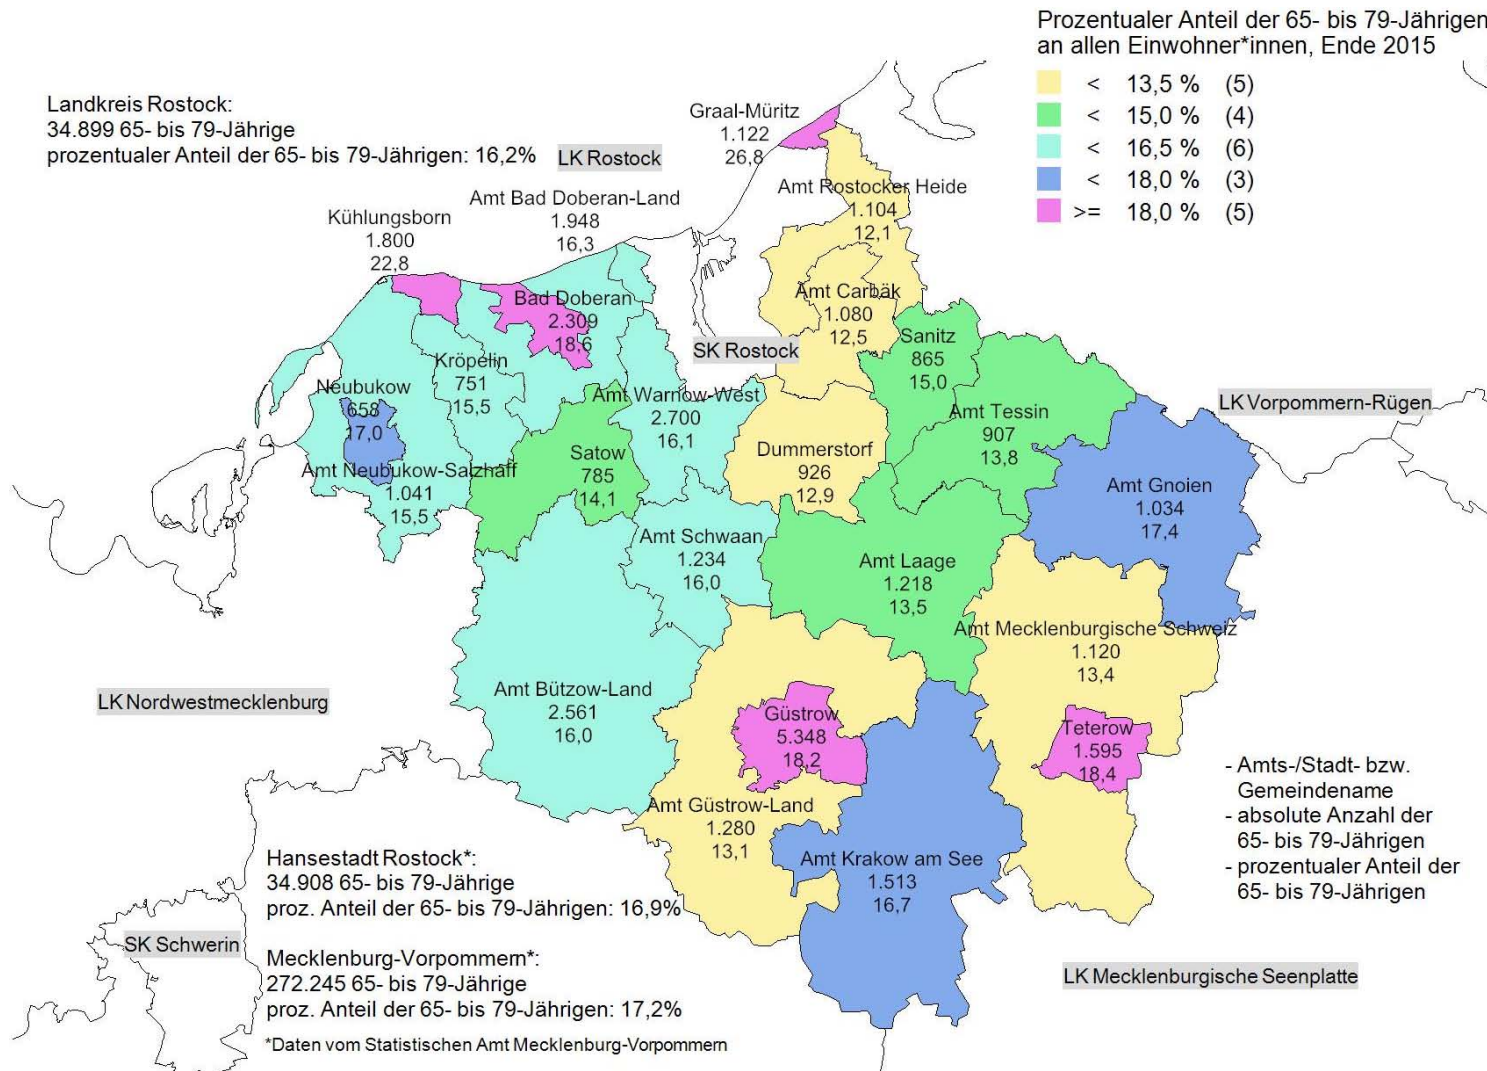 Prozentualer Anteil der 65- bis 79-Jährigen
an allen Einwohner*innen, Ende 2015
< 13,5 % (5)
< 15,0 % (4)
< 16,5 % (6)
< 18,0 % (3)
>= 18,0 % (5)
Landkreis Rostock:
34.899 65- bis 79-Jährige
prozentualer Anteil der 65- bis 79-Jährigen: 16,2%
LK Rostock
Graal-Müritz
1.122
26,8
Amt Rostocker Heide
1.104
12,1
Amt Bad Doberan-Land
1.948
16,3
Kühlungsborn
1.800
22,8
Bad Doberan
2.309
18,6
Amt Carbäk
1.080
12,5
SK Rostock
Sanitz
865
15,0
Kröpelin
751
15,5
Neubukow
658
17,0
Amt Warnow-West
2.700
16,1
LK Vorpommern-Rügen
Amt Tessin
907
13,8
Dummerstorf
926
12,9
Satow
785
14,1
Amt Neubukow-Salzhaff
1.041
15,5
Amt Gnoien
1.034
17,4
Amt Schwaan
1.234
16,0
Amt Laage
1.218
13,5
Amt Mecklenburgische Schweiz
1.120
13,4
Amt Bützow-Land
2.561
16,0
LK Nordwestmecklenburg
Güstrow
5.348
18,2
Teterow
1.595
18,4
Amt Güstrow-Land
1.280
13,1
Amt Krakow am See
1.513
16,7
- Amts-/Stadt- bzw.
Gemeindename
- absolute Anzahl der
65- bis 79-Jährigen
- prozentualer Anteil der
65- bis 79-Jährigen
Hansestadt Rostock*:
34.908 65- bis 79-Jährige
proz. Anteil der 65- bis 79-Jährigen: 16,9%
SK Schwerin
Mecklenburg-Vorpommern*:
272.245 65- bis 79-Jährige
proz. Anteil der 65- bis 79-Jährigen: 17,2%
LK Mecklenburgische Seenplatte
*Daten vom Statistischen Amt Mecklenburg-Vorpommern